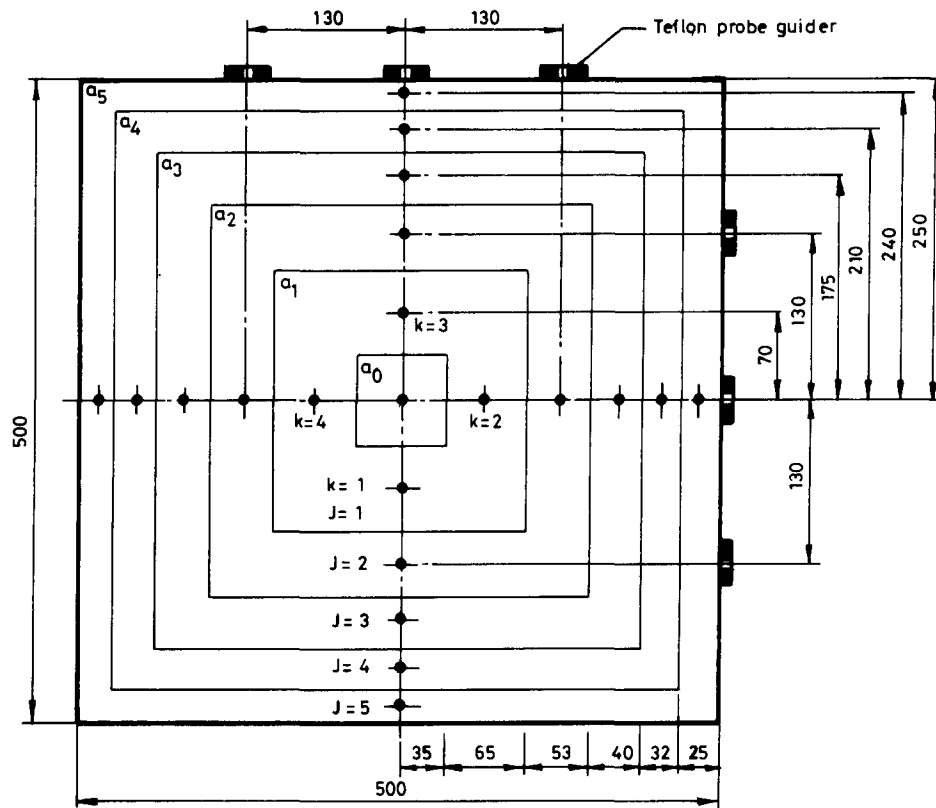 130
130
Teflon probe guider
a5
a4
a3
a2
a1
a0
k=3
k=4
k=2
k= 1
J= 1
J= 2
J= 3
J= 4
J= 5
70
130
175
210
240
250
130
500
35
65
53
40
32
25
500